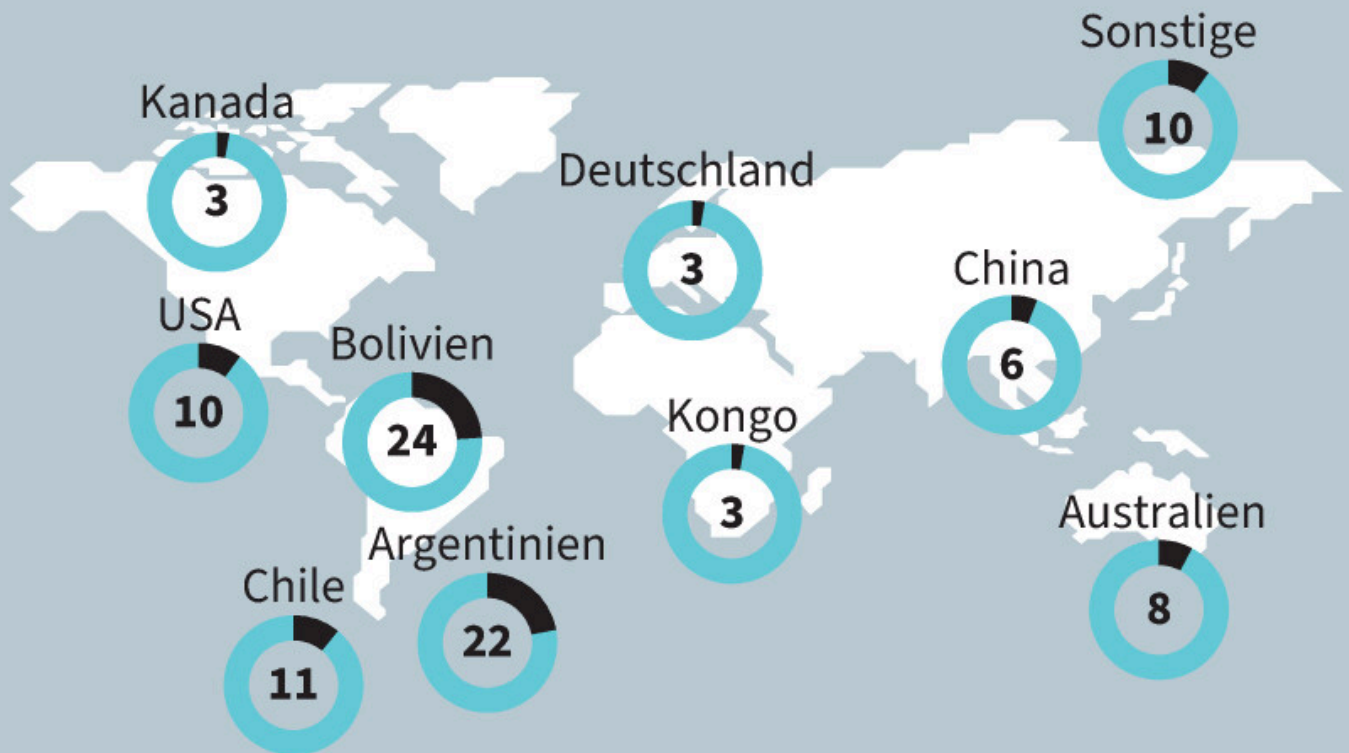 Sonstige
10
Kanada
3
Deutschland
3
China
6
USA
10
Bolivien
24
Kongo
3
Australien
8
Argentinien
22
Chile
11